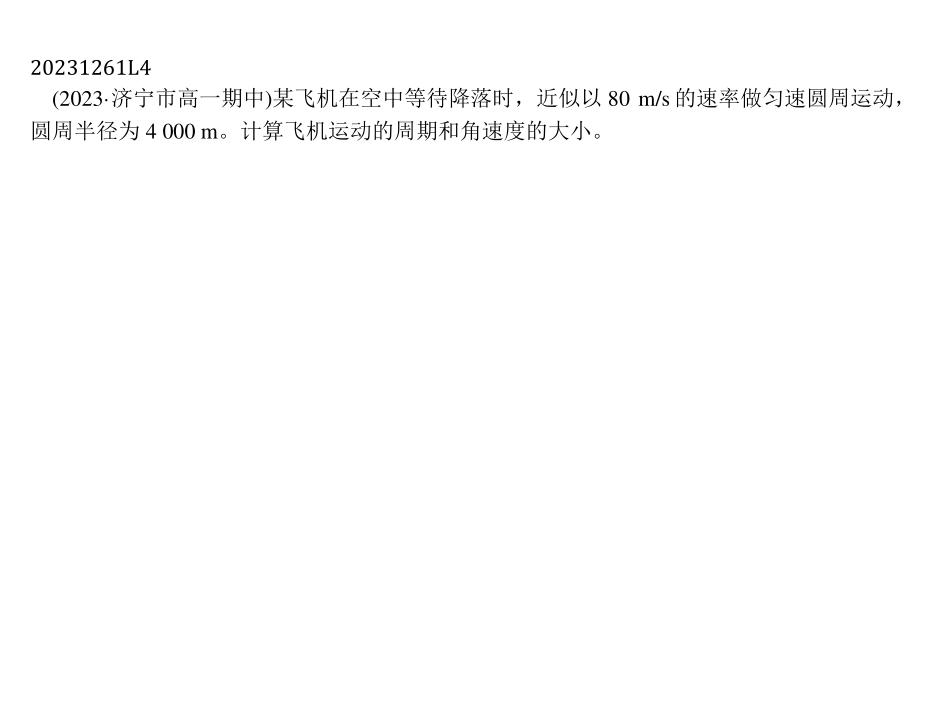 20231261L4
(2023·济宁市高一期中)某飞机在空中等待降落时，近似以 80 m/s 的速率做匀速圆周运动，
圆周半径为 4 000 m。计算飞机运动的周期和角速度的大小。